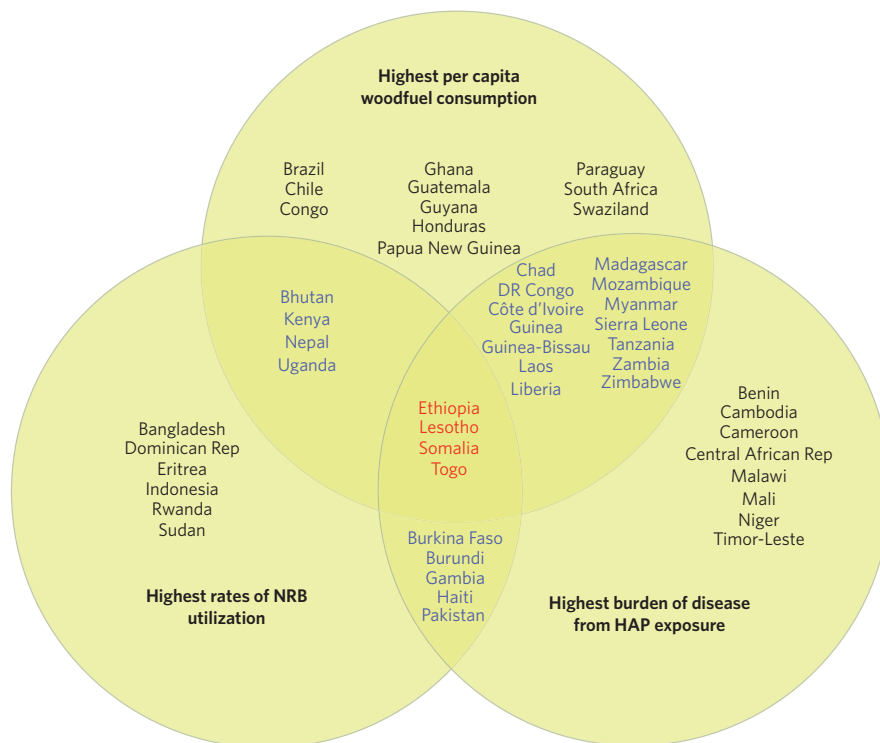 Highest per capita
woodfuel consumption
Brazil
Chile
Congo
Ghana
Guatemala
Guyana
Honduras
Papua New Guinea
Paraguay
South Africa
Swaziland
Bhutan
Kenya
Nepal
Uganda
Chad
DR Congo
Côte d'Ivoire
Guinea
Guinea-Bissau
Laos
Liberia
Madagascar
Mozambique
Myanmar
Sierra Leone
Tanzania
Zambia
Zimbabwe
Ethiopia
Lesotho
Somalia
Togo
Bangladesh
Dominican Rep
Eritrea
Indonesia
Rwanda
Sudan
Highest rates of NRB
utilization
Burkina Faso
Burundi
Gambia
Haiti
Pakistan
Benin
Cambodia
Cameroon
Central African Rep
Malawi
Mali
Niger
Timor-Leste
Highest burden of disease
from HAP exposure